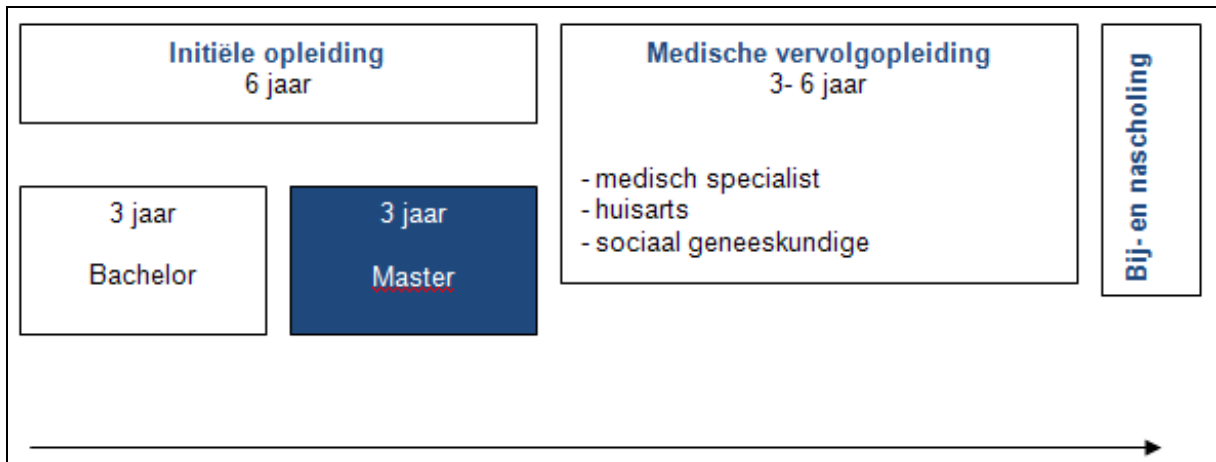 Initiële opleiding
6 jaar
3 jaar
Bachelor
3 jaar
Master
Medische vervolgopleiding
3- 6 jaar
- medisch specialist
- huisarts
- sociaal geneeskundige
Bij- en nascholing